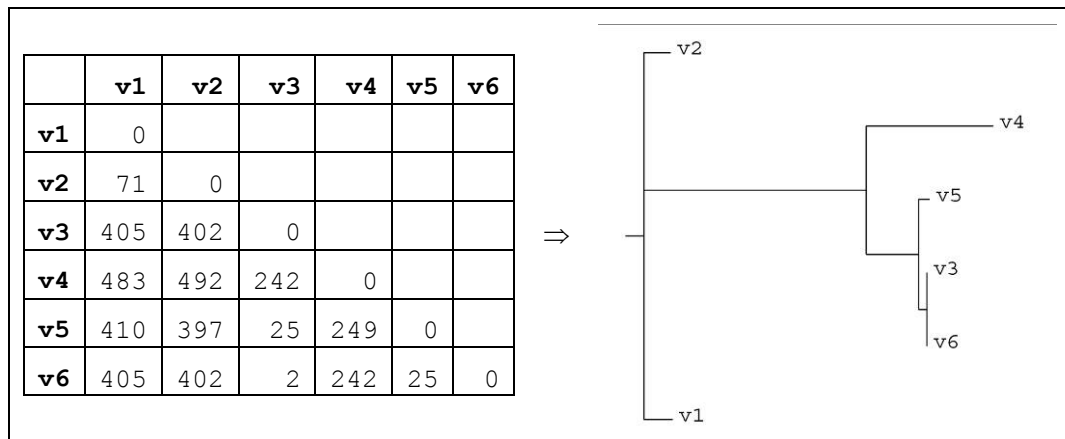 v1 v2 v3 v4 v5 v6
v1 0
v2 71 0
v3 405 402 0
v4 483 492 242 0
v5 410 397 25 249 0
v6 405 402 2 242 25 0
⇒
v2
v4
v5
v3
v6
v1